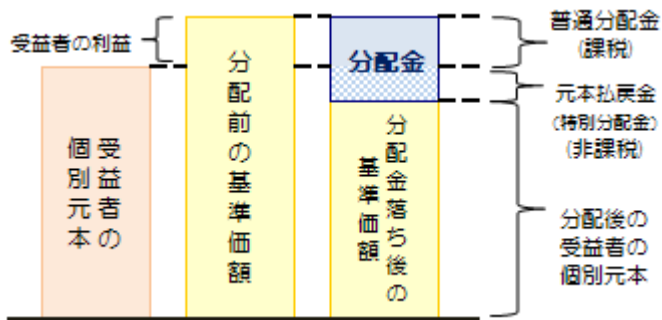 受益者の利益
受益者の
個別元本
分配前の基準価額
分配金
分配金落ち後の
基準価額
普通分配金
(課税)
元本払戻金
(特別分配金)
(非課税)
分配後の
受益者の
個別元本